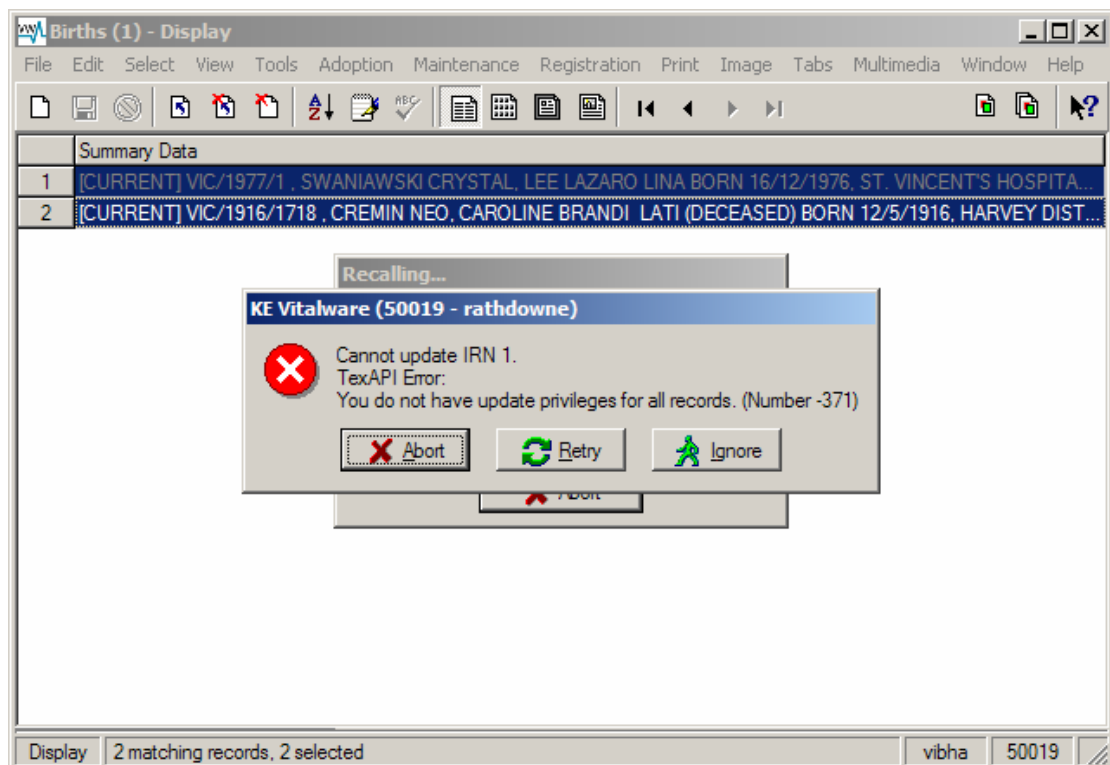 Births (1) - Display
File Edit Select View Tools Adoption Maintenance Registration Print Image Tabs Multimedia Window Help
Summary Data
1 [CURRENT] VIC/1977/1 , SWANIAWSKI CRYSTAL, LEE LAZARO LINA BORN 16/12/1976, ST. VINCENT'S HOSPITA...
2 [CURRENT] VIC/1916/1718 , CREMIN NEO, CAROLINE BRANDI LATI (DECEASED) BORN 12/5/1916, HARVEY DIST...
Recalling...
KE Vitalware (50019 - rathdowne)
Cannot update IRN 1.
TexAPI Error:
You do not have update privileges for all records. (Number -371)
Abort Retry Ignore
Abort
Display 2 matching records, 2 selected vibha 50019